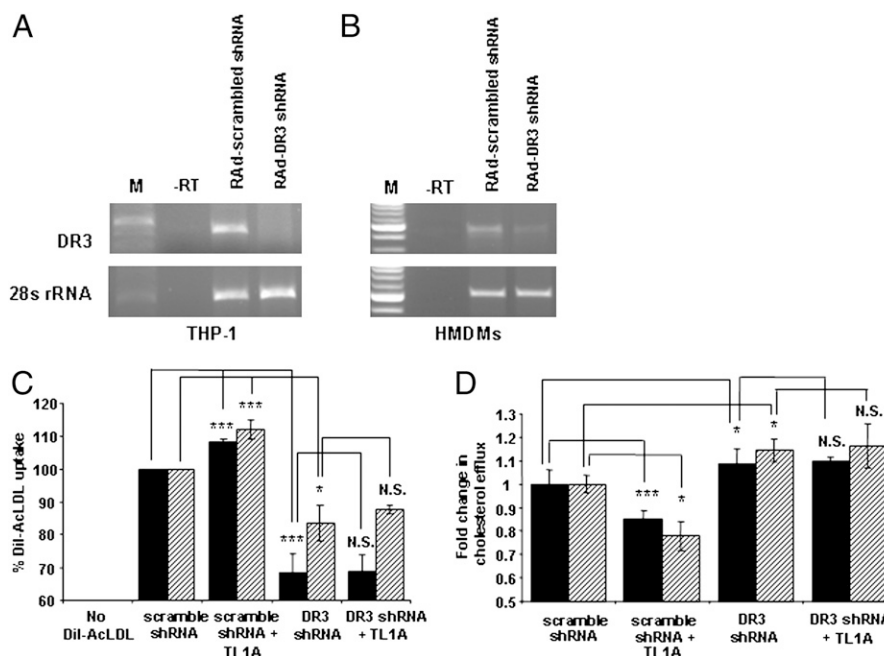 A
B
RAd-scrambled shRNA
RAd-DR3 shRNA
RAd-scrambled shRNA
RAd-DR3 shRNA
M
-RT
M
-RT
DR3
28s rRNA
THP-1
HMDMs
C
% Dil-AcLDL uptake
120
110
100
90
80
70
60
***
***
***
*
N.S.
N.S.
No
Dil-AcLDL
scramble
shRNA
scramble
shRNA +
TL1A
DR3
shRNA
DR3 shRNA
+ TL1A
D
Fold change in
cholesterol efflux
1.3
1.2
1.1
1
0.9
0.8
0.7
0.6
0.5
***
*
*
*
N.S.
N.S.
scramble
shRNA
scramble
shRNA +
TL1A
DR3
shRNA
DR3 shRNA
+ TL1A